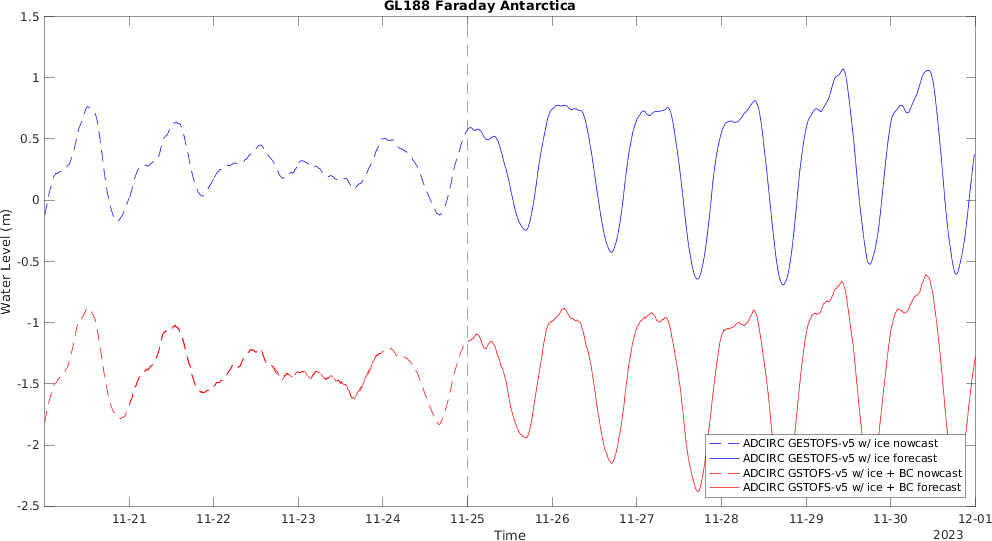 GL188 Faraday Antarctica
1.5
1
0.5
0
-0.5
-1
-1.5
-2
-2.5
Water Level (m)
ADCIRC GESTOFS-v5 w/ ice nowcast
ADCIRC GESTOFS-v5 w/ ice forecast
ADCIRC GSTOFS-v5 w/ ice + BC nowcast
ADCIRC GSTOFS-v5 w/ ice + BC forecast
11-21 11-22 11-23 11-24 11-25 11-26 11-27 11-28 11-29 11-30 12-01
Time
2023